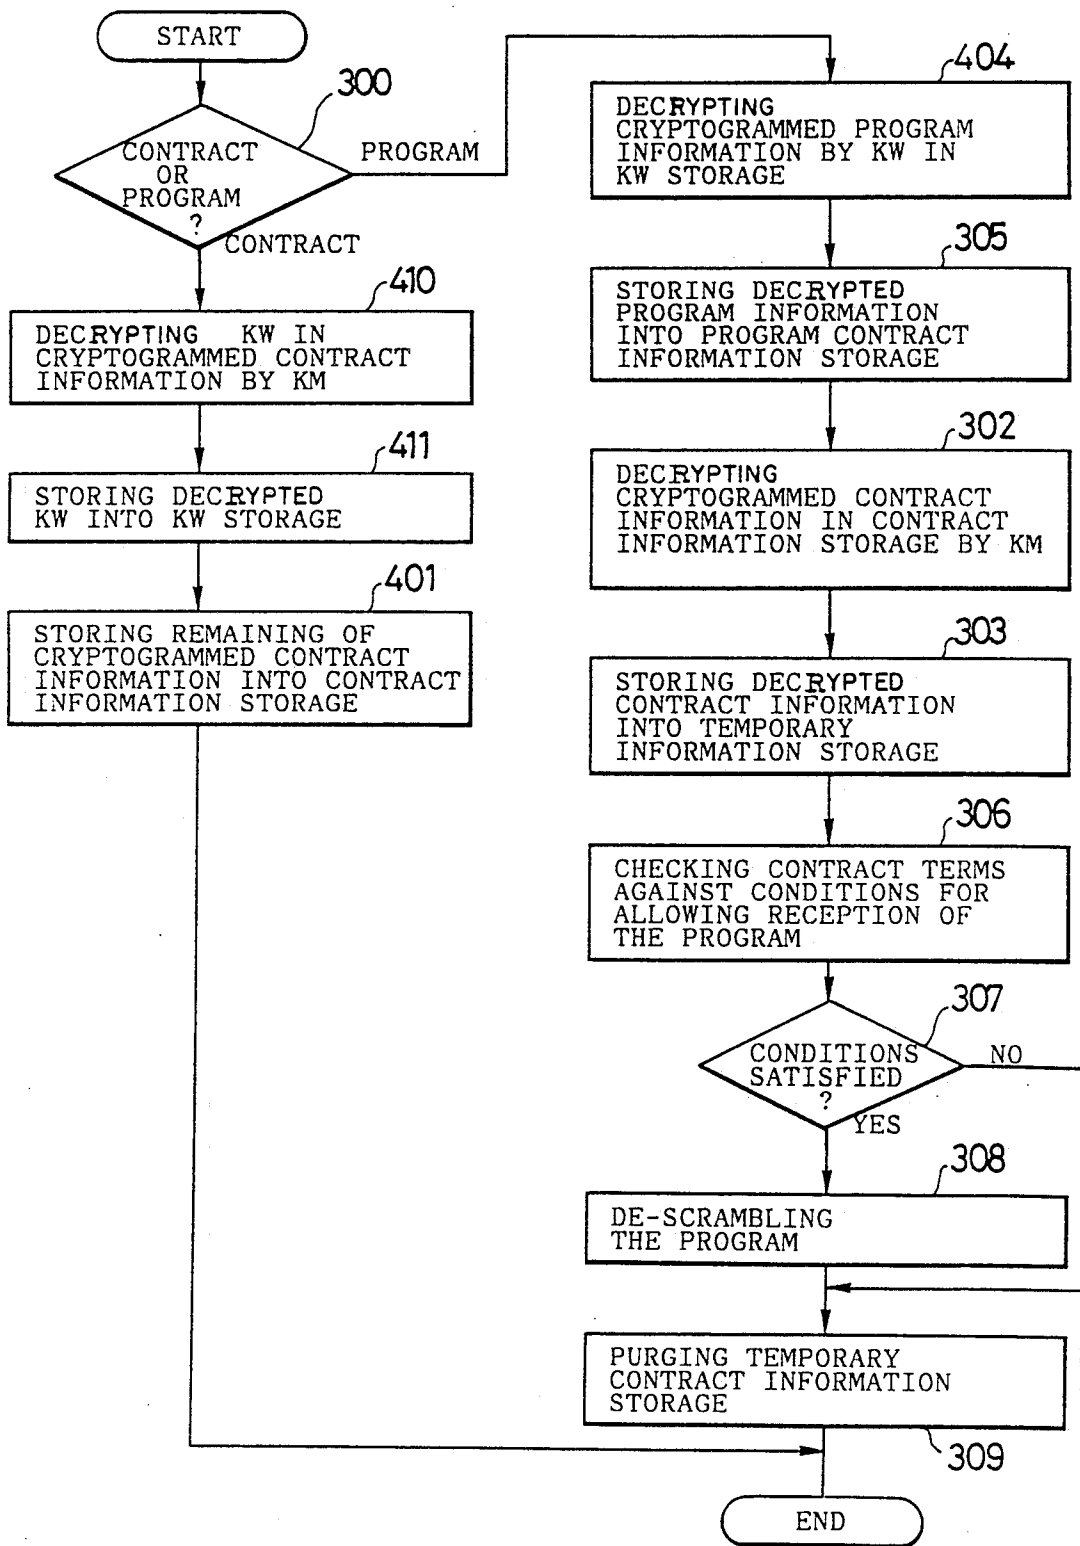 START
300
CONTRACT
OR
PROGRAM
?
PROGRAM
CONTRACT
410
DECRYPTING KW IN
CRYPTOGRAMMED CONTRACT
INFORMATION BY KM
411
STORING DECRYPTED
KW INTO KW STORAGE
401
STORING REMAINING OF
CRYPTOGRAMMED CONTRACT
INFORMATION INTO CONTRACT
INFORMATION STORAGE
404
DECRYPTING
CRYPTOGRAMMED PROGRAM
INFORMATION BY KW IN
KW STORAGE
305
STORING DECRYPTED
PROGRAM INFORMATION
INTO PROGRAM CONTRACT
INFORMATION STORAGE
302
DECRYPTING
CRYPTOGRAMMED CONTRACT
INFORMATION IN CONTRACT
INFORMATION STORAGE BY KM
303
STORING DECRYPTED
CONTRACT INFORMATION
INTO TEMPORARY
INFORMATION STORAGE
306
CHECKING CONTRACT TERMS
AGAINST CONDITIONS FOR
ALLOWING RECEPTION OF
THE PROGRAM
307
CONDITIONS
SATISFIED
?
NO
YES
308
DE-SCRAMBLING
THE PROGRAM
PURGING TEMPORARY
CONTRACT INFORMATION
STORAGE
309
END